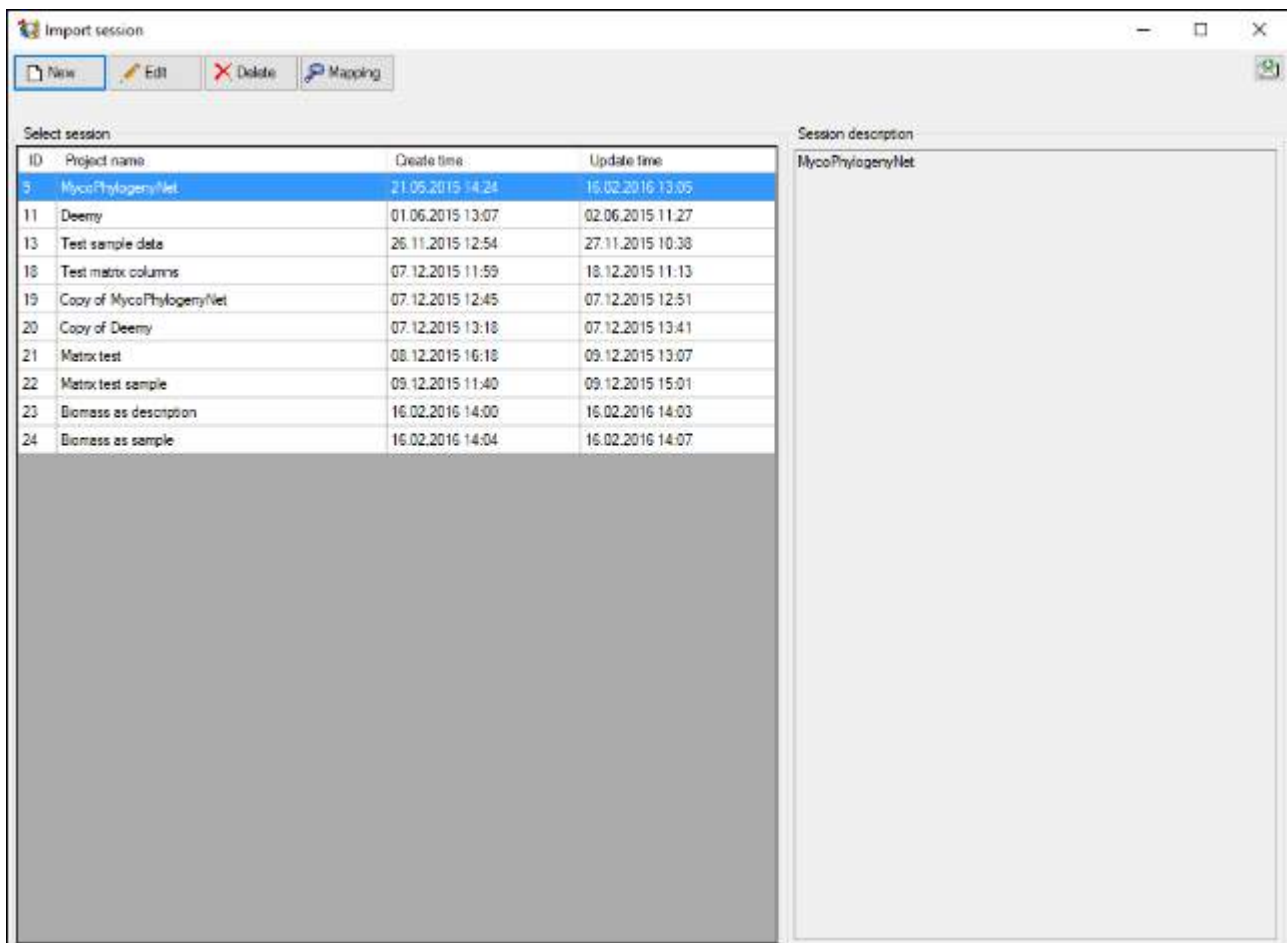 Import session
New Edit Delete Mapping
Select session
Session description
ID Project name Create time Update time
MycoPhylogenyNet
5 MycoPhylogenyNet 21.05.2015 14:24 16.02.2016 13:05
11 Deemy 01.06.2015 13:07 02.06.2015 11:27
13 Test sample data 26.11.2015 12:54 27.11.2015 10:38
18 Test matrix columns 07.12.2015 11:59 18.12.2015 11:13
19 Copy of MycoPhylogenyNet 07.12.2015 12:45 07.12.2015 12:51
20 Copy of Deemy 07.12.2015 13:18 07.12.2015 13:41
21 Matrix test 08.12.2015 16:18 09.12.2015 13:07
22 Matrix test sample 09.12.2015 11:40 09.12.2015 15:01
23 Biomass as description 16.02.2016 14:00 16.02.2016 14:03
24 Biomass as sample 16.02.2016 14:04 16.02.2016 14:07